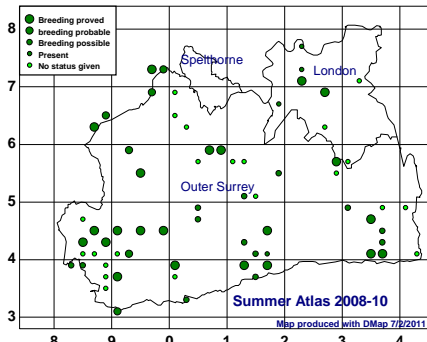 Breeding proved
breeding probable
Breeding possible
Present
No status given
8
Spelthorne
London
7
6
Outer Surrey
5
4
Summer Atlas 2008-10
Map produced with DMap 7/2/2011
3
8 9 0 1 2 3 4